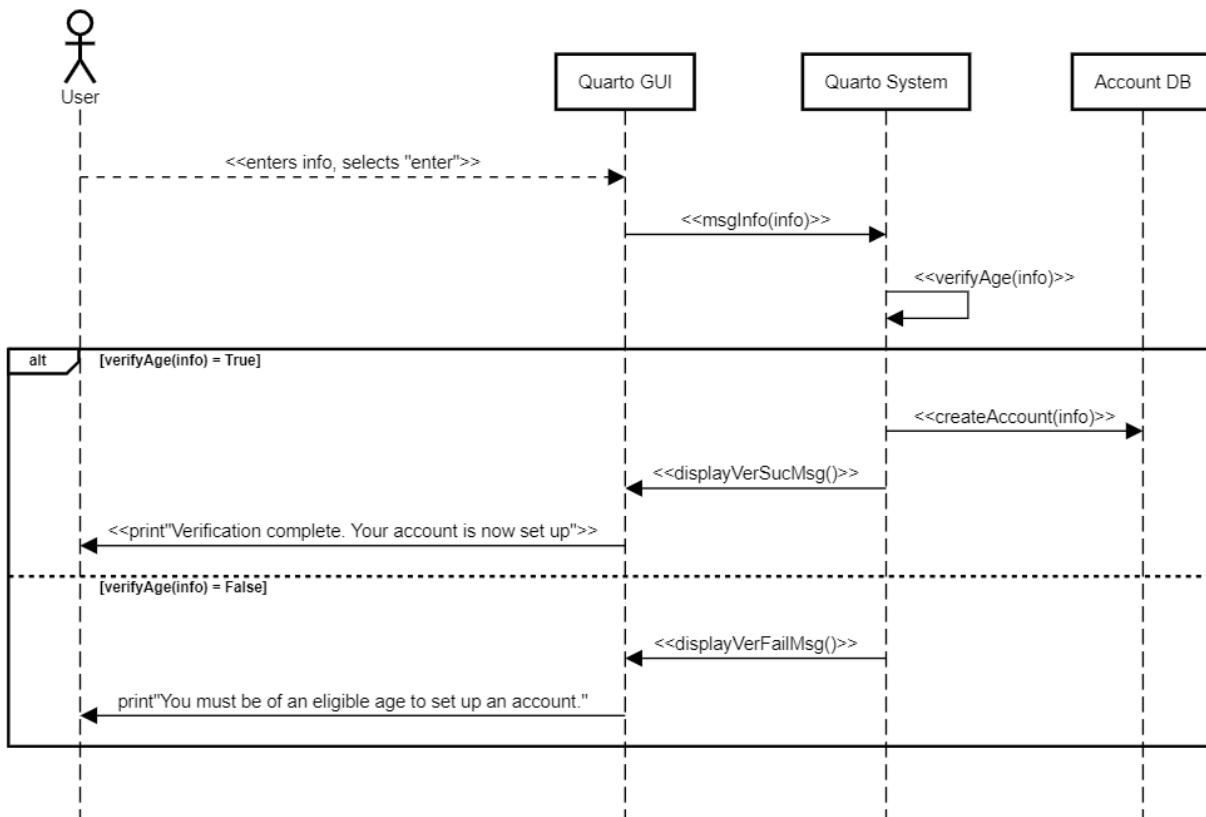 User
Quarto GUI
Quarto System
Account DB
<<enters info, selects "enter">>
<<msgInfo(info)>>
<<verifyAge(info)>>
alt
[verifyAge(info) = True]
<<createAccount(info)>>
<<displayVerSucMsg()>>
<<print"Verification complete. Your account is now set up">>
[verifyAge(info) = False]
<<displayVerFailMsg()>>
print"You must be of an eligible age to set up an account."